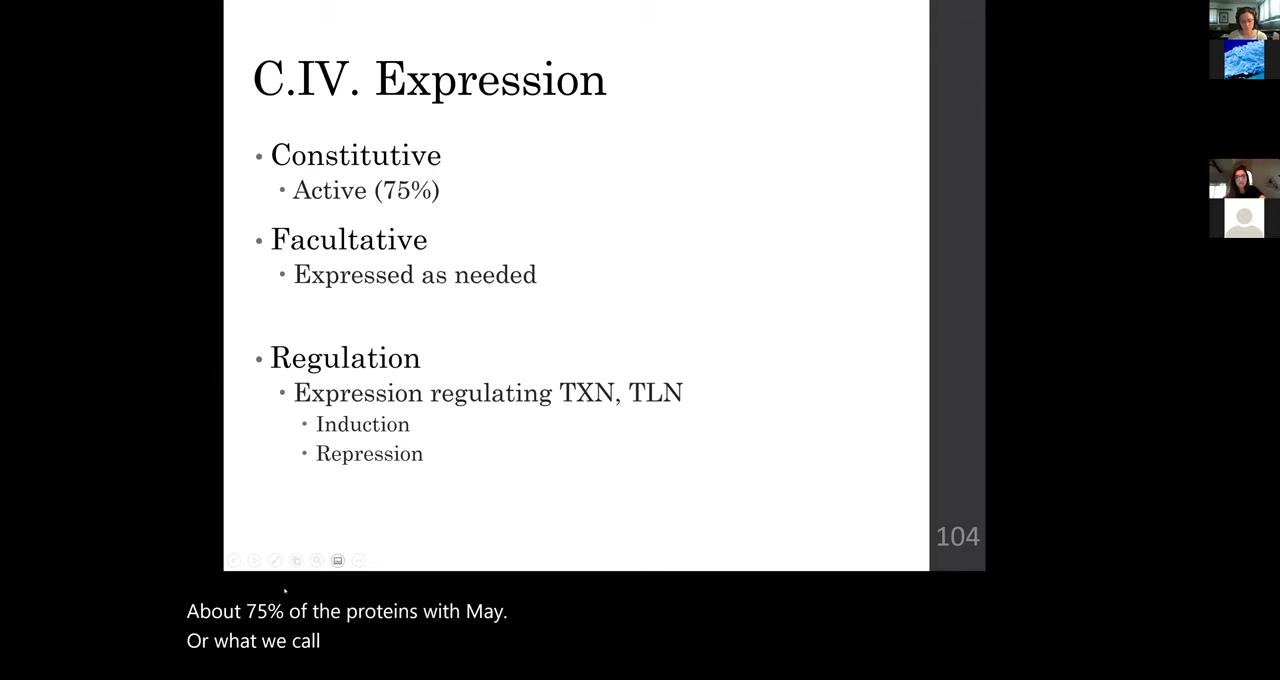 C.IV. Expression
• Constitutive
• Active (75%)
• Facultative
• Expressed as needed
• Regulation
• Expression regulating TXN, TLN
• Induction
• Repression
104
About 75% of the proteins with May.
Or what we call